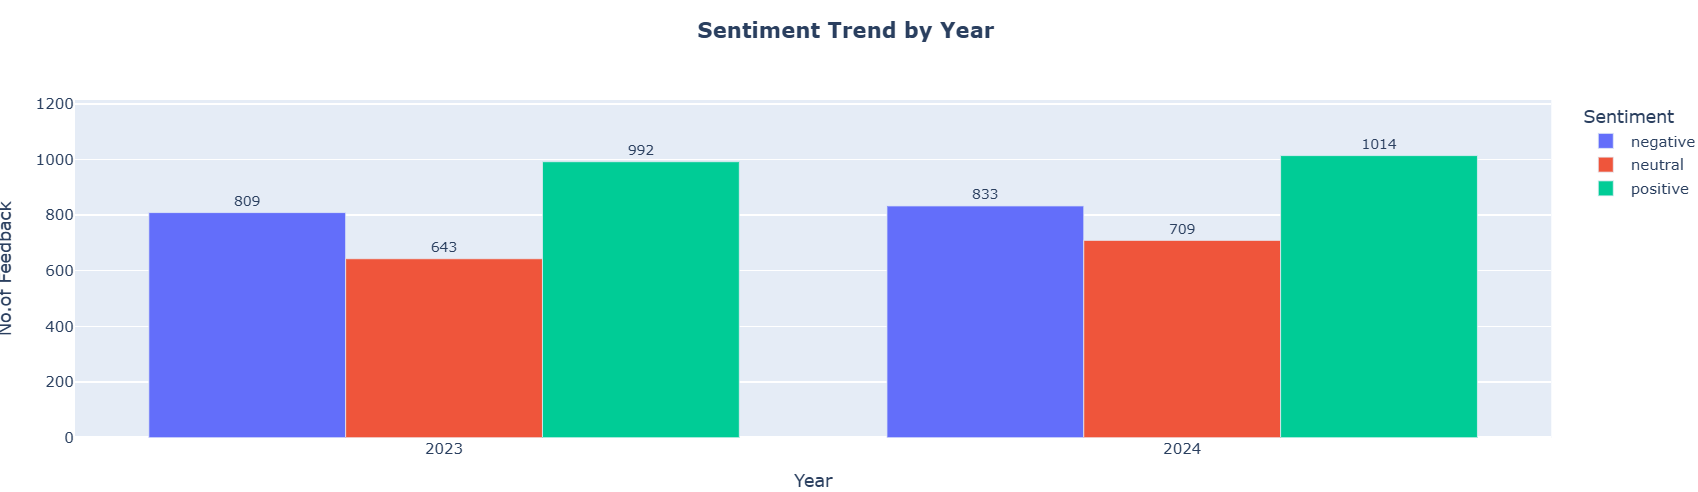 Sentiment Trend by Year
No.of Feedback
1200
1000
800
600
400
200
0
809
643
992
833
709
1014
2023
2024
Year
Sentiment
negative
neutral
positive